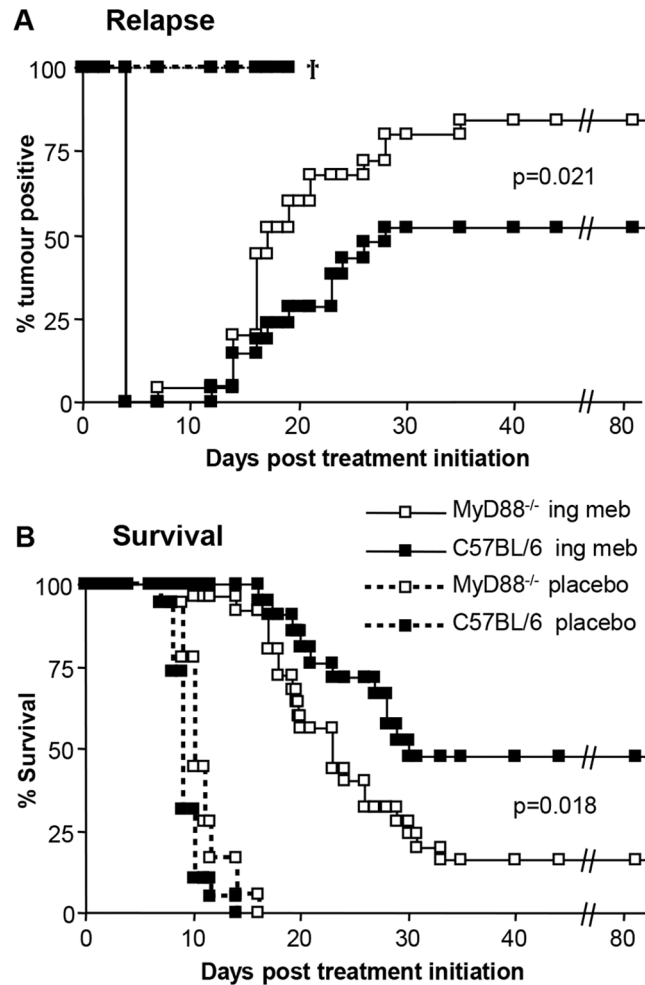 A Relapse
100
75
50
25
0
% tumour positive
†
p=0.021
0 10 20 30 40 80
Days post treatment initiation
B Survival
MyD88-/- ing meb
C57BL/6 ing meb
MyD88-/- placebo
C57BL/6 placebo
100
75
50
25
0
% Survival
p=0.018
0 10 20 30 40 80
Days post treatment initiation